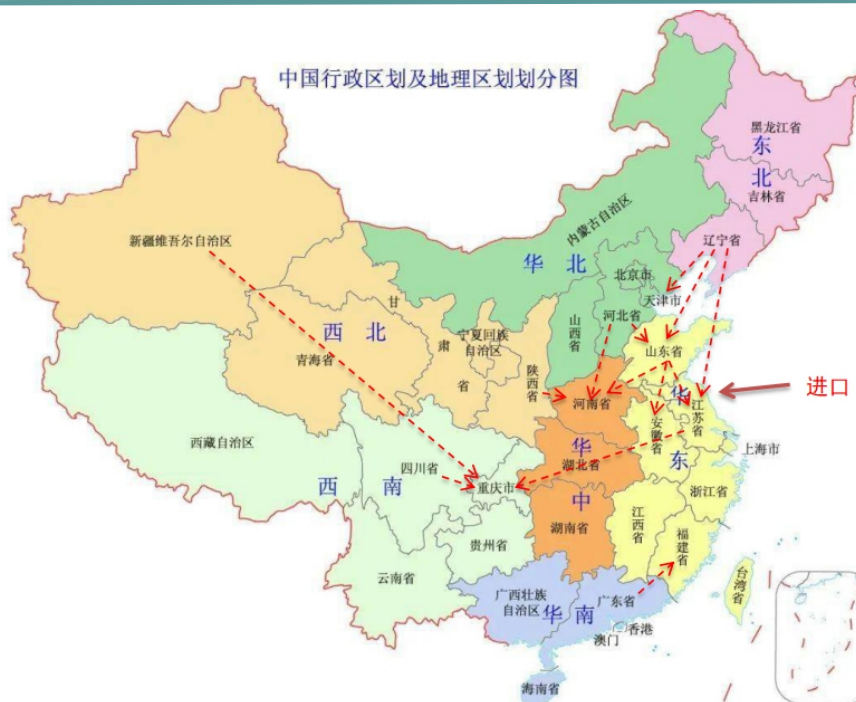 中国行政区划及地理区划划分图
黑龙江省
东
北
吉林省
辽宁省
内蒙古自治区
新疆维吾尔自治区
华 北
北京市
天津市
甘
肃
省
河北省
山西省
宁夏回族
自治区
西 北
青海省
山东省
陕西省
河南省
进口
华
东
江苏省
安徽省
西藏自治区
四川省
华
中
湖北省
上海市
西 南
重庆市
浙江省
湖南省
江西省
福建省
贵州省
云南省
台湾省
广西壮族
自治区
广东省
华 南
香港
澳门
海南省